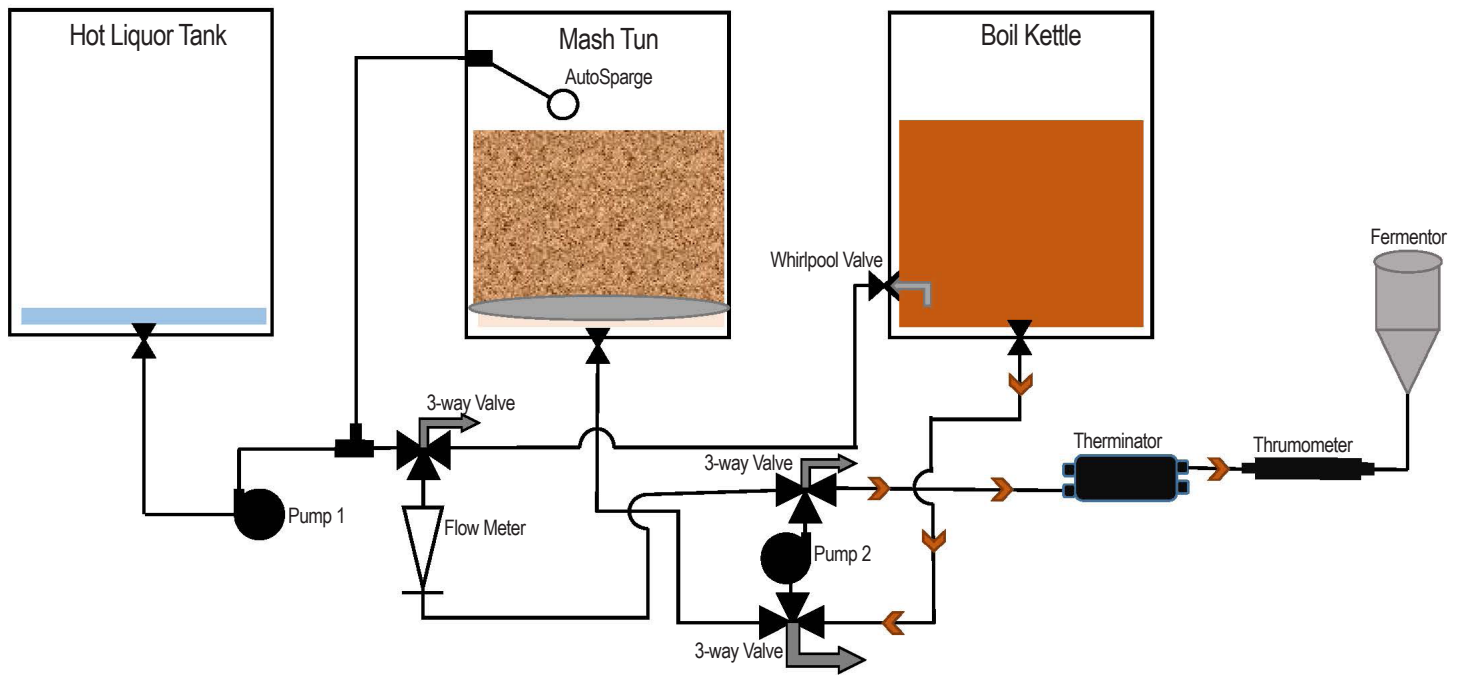 Hot Liquor Tank
Mash Tun
Boil Kettle
AutoSparge
Fermentor
Whirlpool Valve
3-way Valve
Therminator
Thrumometer
3-way Valve
Pump 1
Flow Meter
Pump 2
3-way Valve